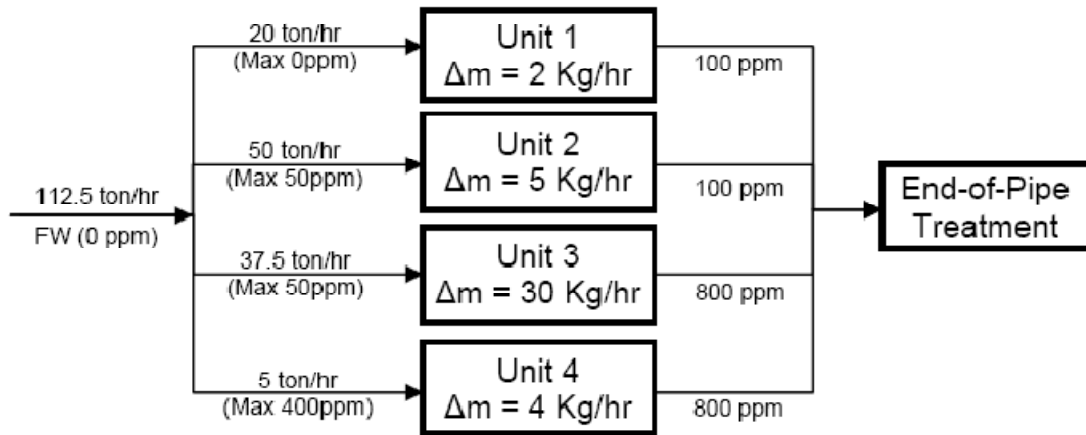 20 ton/hr
(Max 0ppm)
Unit 1
Δm = 2 Kg/hr
100 ppm
50 ton/hr
(Max 50ppm)
Unit 2
Δm = 5 Kg/hr
100 ppm
112.5 ton/hr
FW (0 ppm)
End-of-Pipe
Treatment
37.5 ton/hr
(Max 50ppm)
Unit 3
Δm = 30 Kg/hr
800 ppm
5 ton/hr
(Max 400ppm)
Unit 4
Δm = 4 Kg/hr
800 ppm